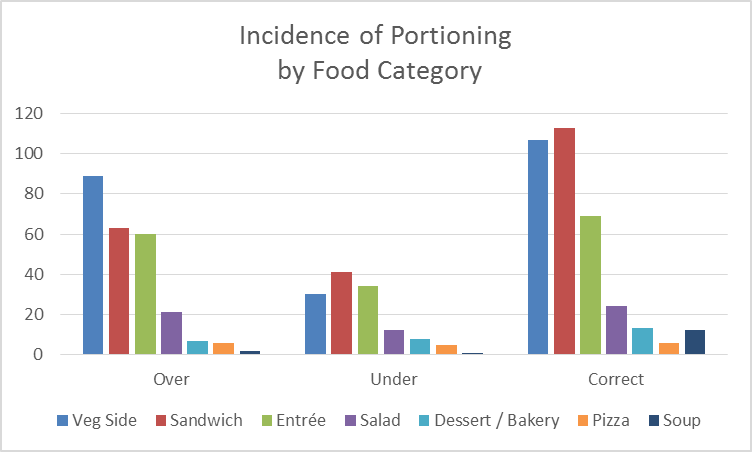 Incidence of Portioning
by Food Category
120
100
80
60
40
20
0
Over Under Correct
Veg Side Sandwich Entrée Salad Dessert / Bakery Pizza Soup